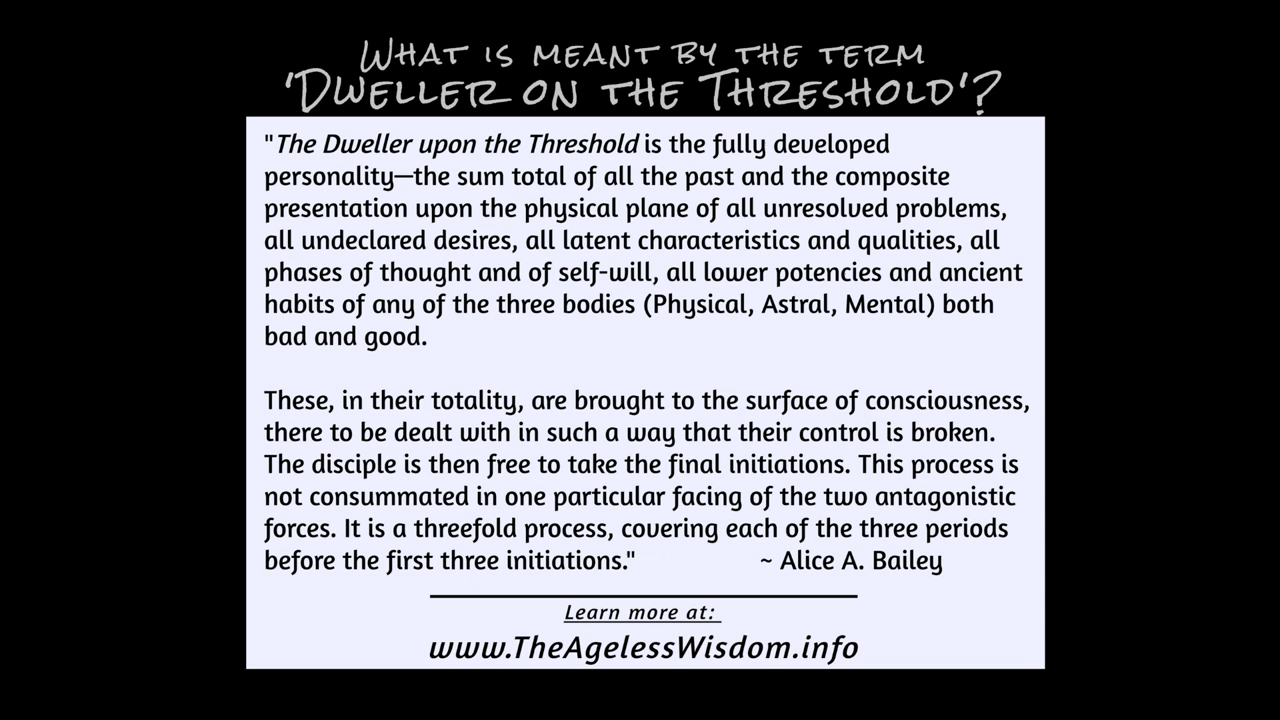 What is meant by the term
'Dweller on the Threshold'?
"The Dweller upon the Threshold is the fully developed
personality—the sum total of all the past and the composite
presentation upon the physical plane of all unresolved problems,
all undeclared desires, all latent characteristics and qualities, all
phases of thought and of self-will, all lower potencies and ancient
habits of any of the three bodies (Physical, Astral, Mental) both
bad and good.
These, in their totality, are brought to the surface of consciousness,
there to be dealt with in such a way that their control is broken.
The disciple is then free to take the final initiations. This process is
not consummated in one particular facing of the two antagonistic
forces. It is a threefold process, covering each of the three periods
before the first three initiations." ~ Alice A. Bailey
Learn more at:
www.TheAgelessWisdom.info